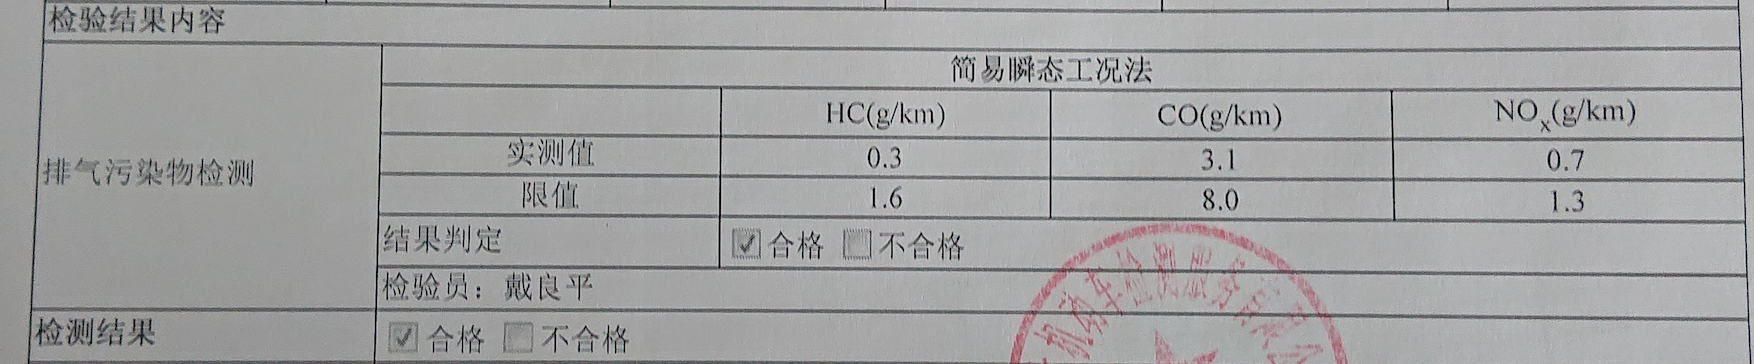 检验结果内容
简易瞬态工况法
HC(g/km) CO(g/km) NOx(g/km)
排气污染物检测
实测值 0.3 3.1 0.7
限值 1.6 8.0 1.3
结果判定 ☑合格 ☐不合格
检验员：戴良平
检测结果 ☑合格 ☐不合格
机动车检测服务有限公